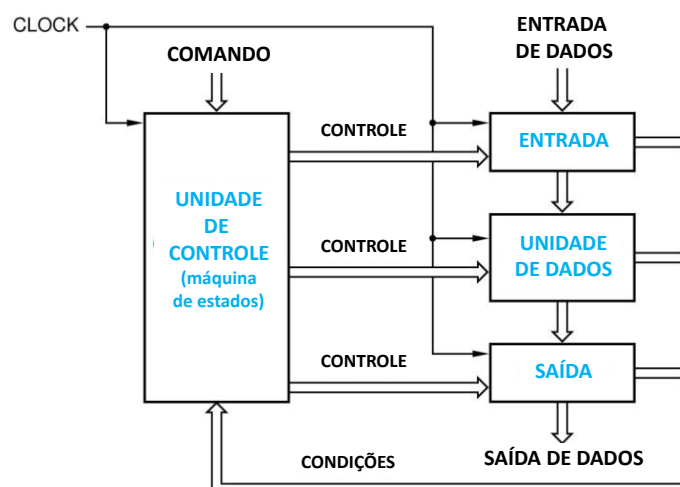 CLOCK
COMANDO
ENTRADA
DE DADOS
CONTROLE
ENTRADA
UNIDADE
DE
CONTROLE
(máquina
de estados)
CONTROLE
UNIDADE
DE DADOS
CONTROLE
SAÍDA
CONDIÇÕES
SAÍDA DE DADOS